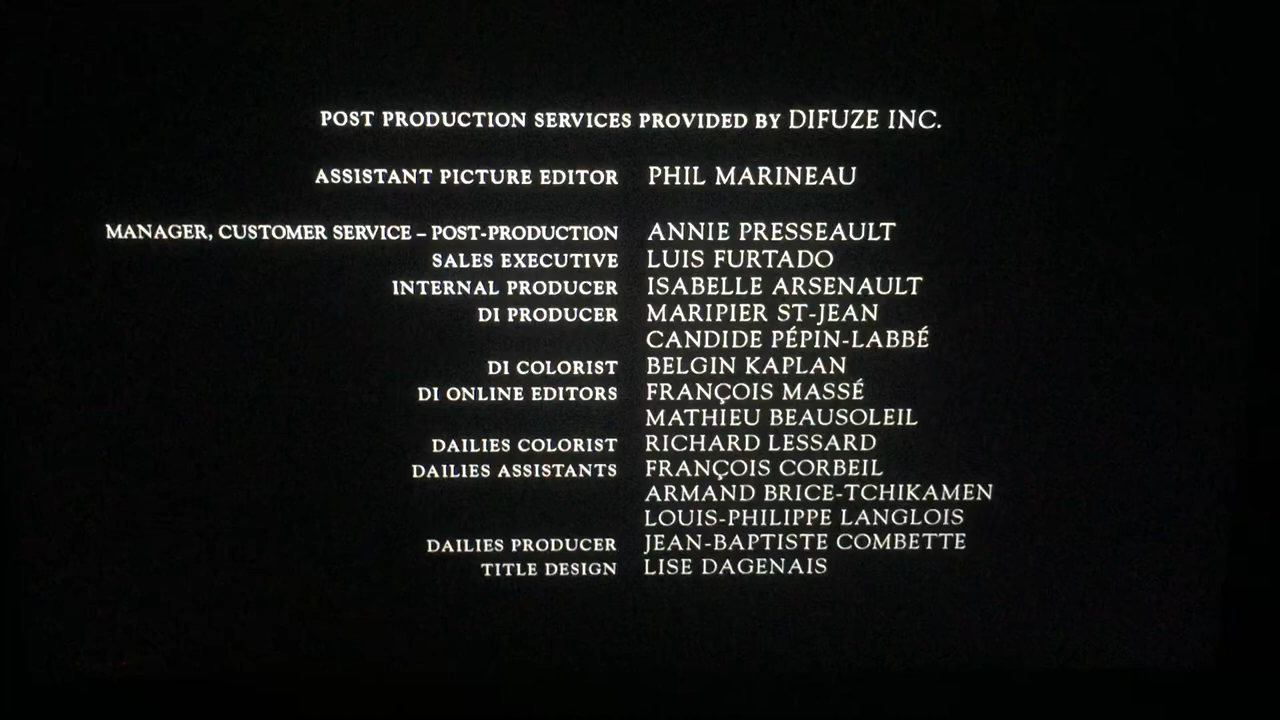 POST PRODUCTION SERVICES PROVIDED BY DIFUZE INC.
ASSISTANT PICTURE EDITOR PHIL MARINEAU
MANAGER, CUSTOMER SERVICE – POST-PRODUCTION ANNIE PRESSEAULT
SALES EXECUTIVE LUIS FURTADO
INTERNAL PRODUCER ISABELLE ARSENAULT
DI PRODUCER MARIPIER ST-JEAN
CANDIDE PÉPIN-LABBÉ
DI COLORIST BELGIN KAPLAN
DI ONLINE EDITORS FRANÇOIS MASSÉ
MATHIEU BEAUSOLEIL
DAILIES COLORIST RICHARD LESSARD
DAILIES ASSISTANTS FRANÇOIS CORBEIL
ARMAND BRICE-TCHIKAMEN
LOUIS-PHILIPPE LANGLOIS
DAILIES PRODUCER JEAN-BAPTISTE COMBETTE
TITLE DESIGN LISE DAGENAIS